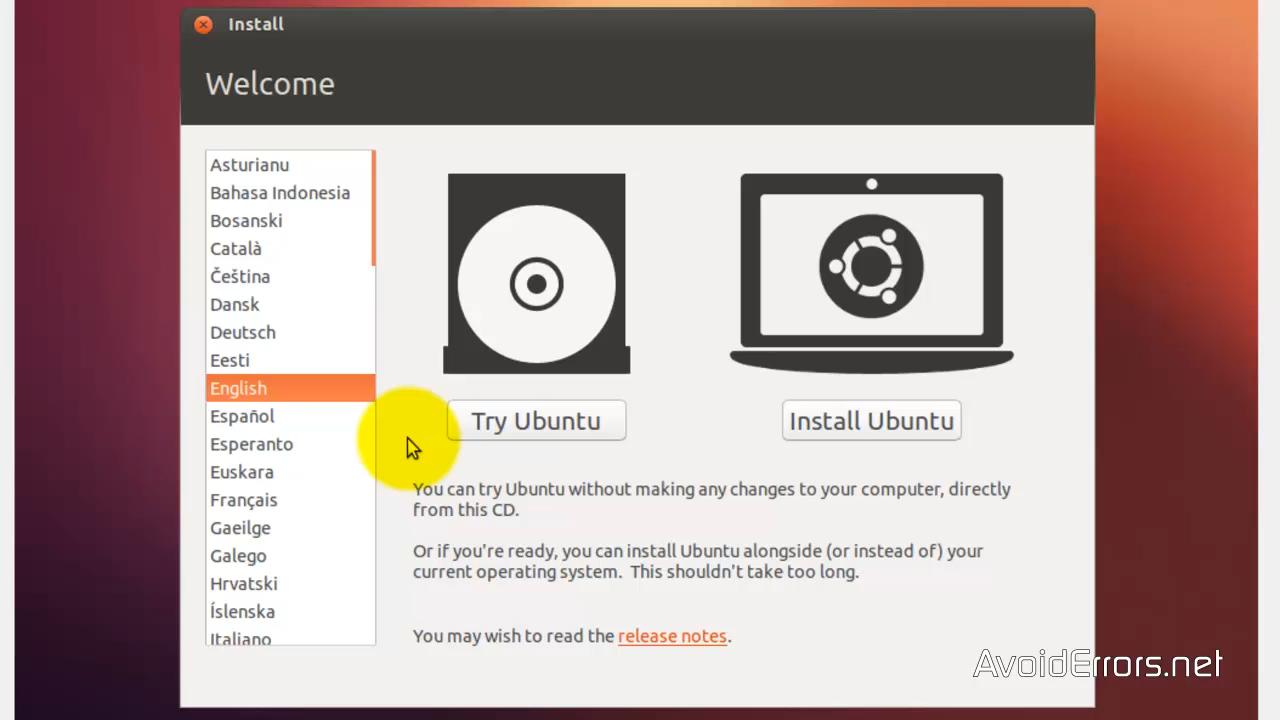 Install
Welcome
Asturianu
Bahasa Indonesia
Bosanski
Català
Čeština
Dansk
Deutsch
Eesti
English
Español
Esperanto
Euskara
Français
Gaeilge
Galego
Hrvatski
Íslenska
Italiano
Try Ubuntu
Install Ubuntu
You can try Ubuntu without making any changes to your computer, directly
from this CD.
Or if you're ready, you can install Ubuntu alongside (or instead of) your
current operating system. This shouldn't take too long.
You may wish to read the release notes.
AvoidErrors.net